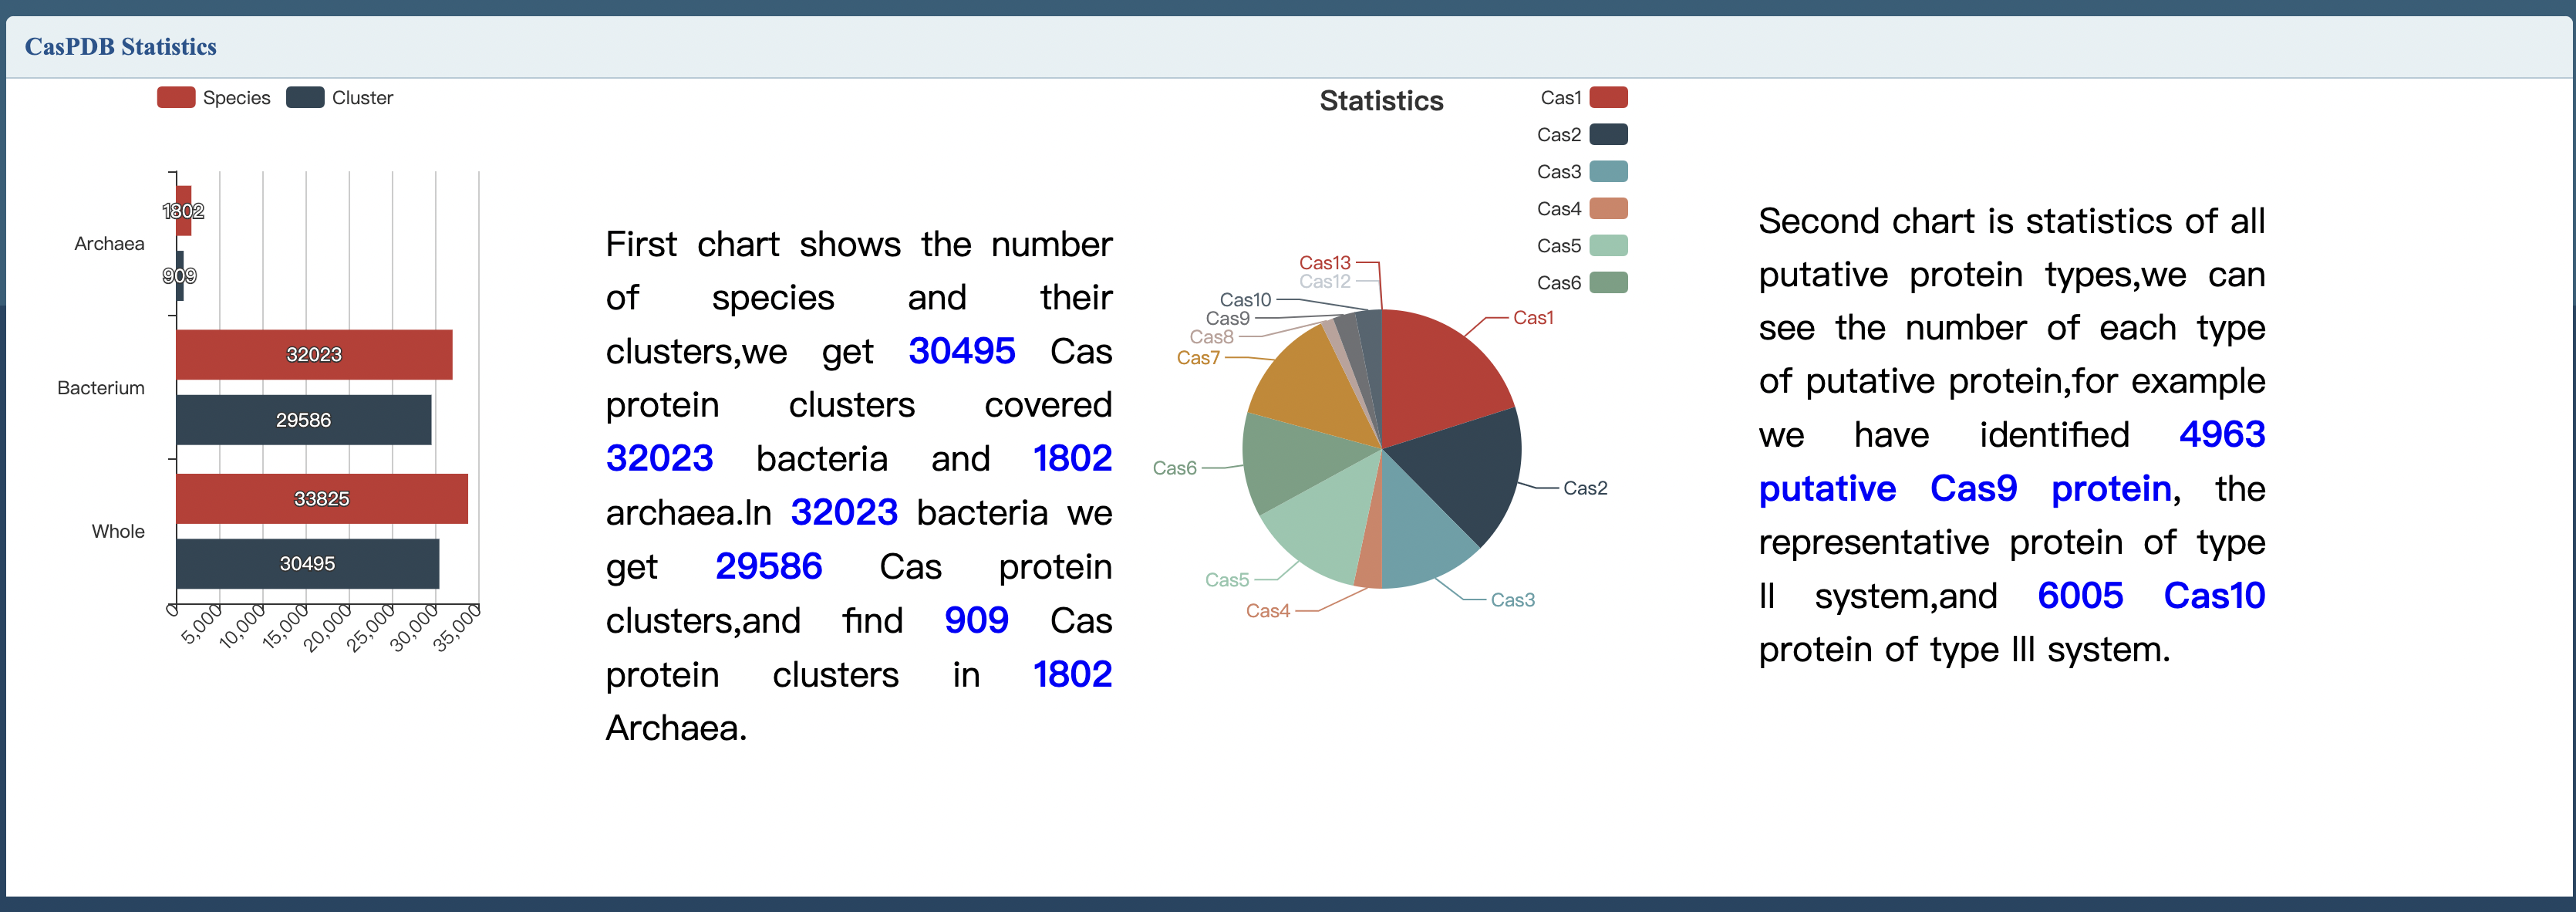 CasPDB Statistics
Species
Cluster
Archaea
1802
909
Bacterium
32023
29586
Whole
33825
30495
0
5,000
10,000
15,000
20,000
25,000
30,000
35,000
First chart shows the number
of species and their
clusters,we get 30495 Cas
protein clusters covered
32023 bacteria and 1802
archaea.In 32023 bacteria we
get 29586 Cas protein
clusters,and find 909 Cas
protein clusters in 1802
Archaea.
Statistics
Cas1
Cas2
Cas3
Cas4
Cas5
Cas6
Cas13
Cas12
Cas10
Cas9
Cas8
Cas7
Cas6
Cas5
Cas4
Cas3
Cas2
Cas1
Second chart is statistics of all
putative protein types,we can
see the number of each type
of putative protein,for example
we have identified 4963
putative Cas9 protein, the
representative protein of type
II system,and 6005 Cas10
protein of type III system.